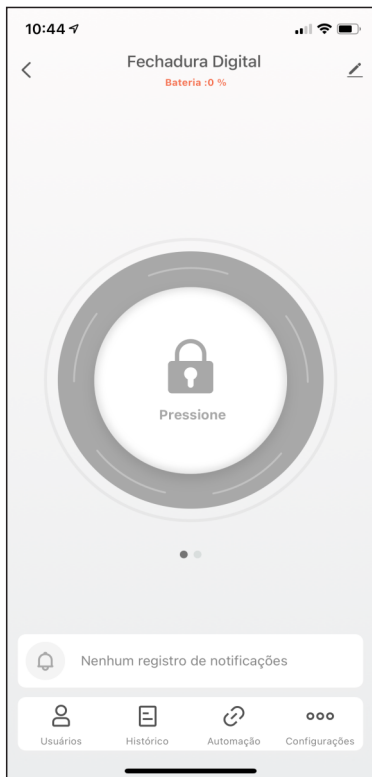 10:44
Fechadura Digital
Bateria :0 %
Pressione
Nenhum registro de notificações
Usuários
Histórico
Automação
Configurações